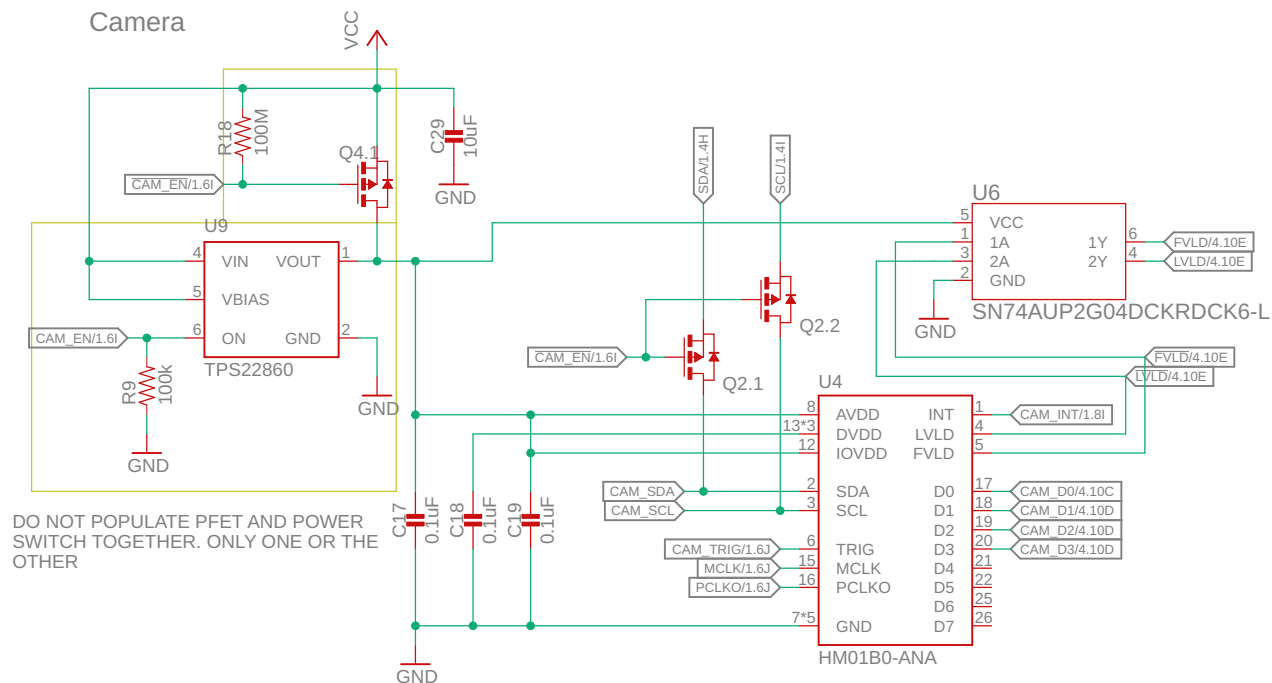 Camera
VCC
R18
100M
Q4.1
C29
10uF
GND
CAM_EN/1.6I
U9
4 VIN VOUT 1
5 VBIAS
6 ON GND 2
TPS22860
CAM_EN/1.6I
R9
100k
GND
GND
DO NOT POPULATE PFET AND POWER
SWITCH TOGETHER. ONLY ONE OR THE
OTHER
C17
0.1uF
C18
0.1uF
C19
0.1uF
GND
SDA/1.4H
SCL/1.4I
Q2.2
CAM_EN/1.6I
Q2.1
U6
5 VCC
1 1A 1Y 6
3 2A 2Y 4
2 GND
SN74AUP2G04DCKRDCK6-L
FVLD/4.10E
LVLD/4.10E
GND
FVLD/4.10E
LVLD/4.10E
U4
8 AVDD INT 1
13*3 DVDD LVLD 4
12 IOVDD FVLD 5
2 SDA D0 17
3 SCL D1 18
D2 19
6 TRIG D3 20
15 MCLK D4 21
16 PCLKO D5 22
D6 25
7*5 GND D7 26
HM01B0-ANA
CAM_INT/1.8I
CAM_SDA
CAM_SCL
CAM_TRIG/1.6J
MCLK/1.6J
PCLKO/1.6J
CAM_D0/4.10C
CAM_D1/4.10D
CAM_D2/4.10D
CAM_D3/4.10D